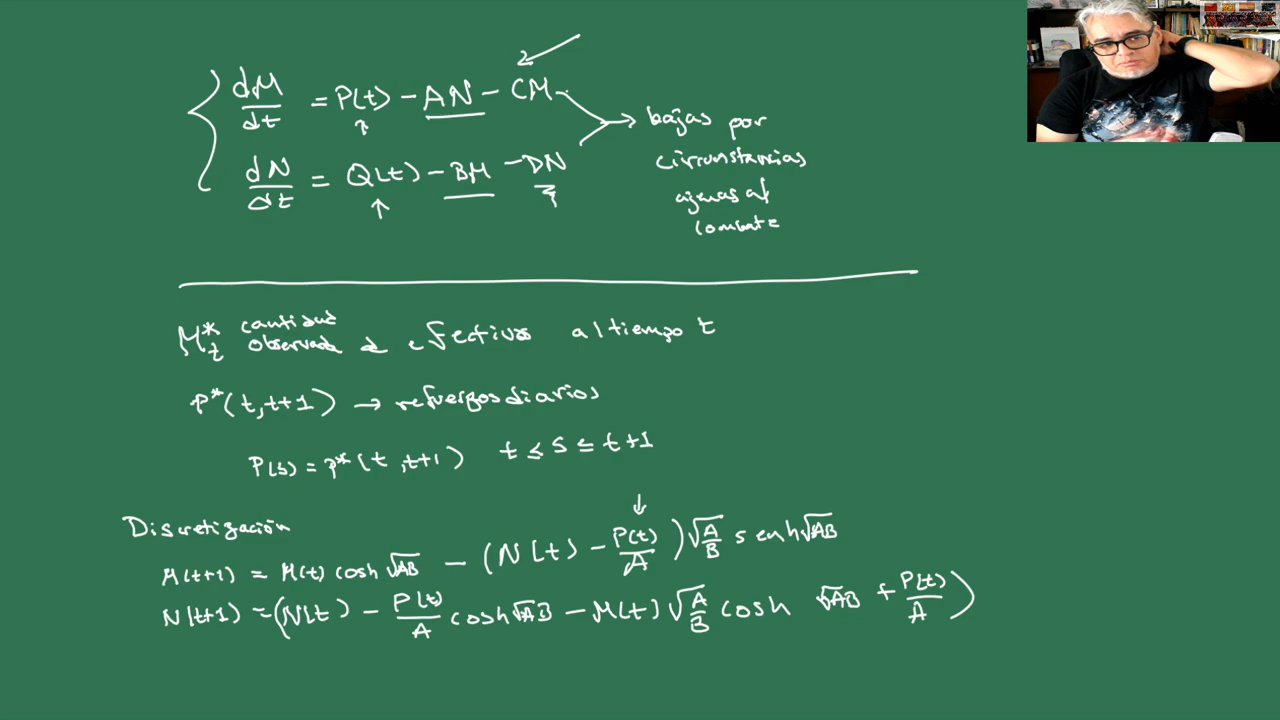 dM/dt = P(t) - AN - CM
dN/dt = Q(t) - BM - DN
bajas por
circunstancias
ajenas al
combate
M*t cantidad observada de efectivos al tiempo t
P*(t,t+1) → refuerzos diarios
P(s) = P*(t,t+1) t ≤ s ≤ t+1
Discretización
M(t+1) = M(t) cosh √AB - (N(t) - P(t)/A) √A/B senh √AB
N(t+1) = (N(t) - P(t)/A cosh √AB - M(t) √A/B cosh √AB + P(t)/A)